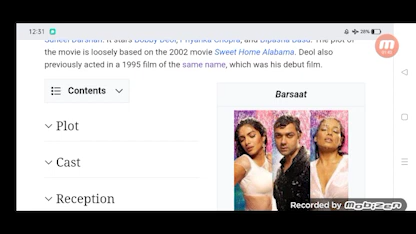 12:31
28%
Suneel Darshan. It stars Bobby Deol, Priyanka Chopra, and Bipasha Basu. The plot of
the movie is loosely based on the 2002 movie Sweet Home Alabama. Deol also
previously acted in a 1995 film of the same name, which was his debut film.
Contents
Barsaat
Plot
Cast
Reception
Recorded by Mobizen